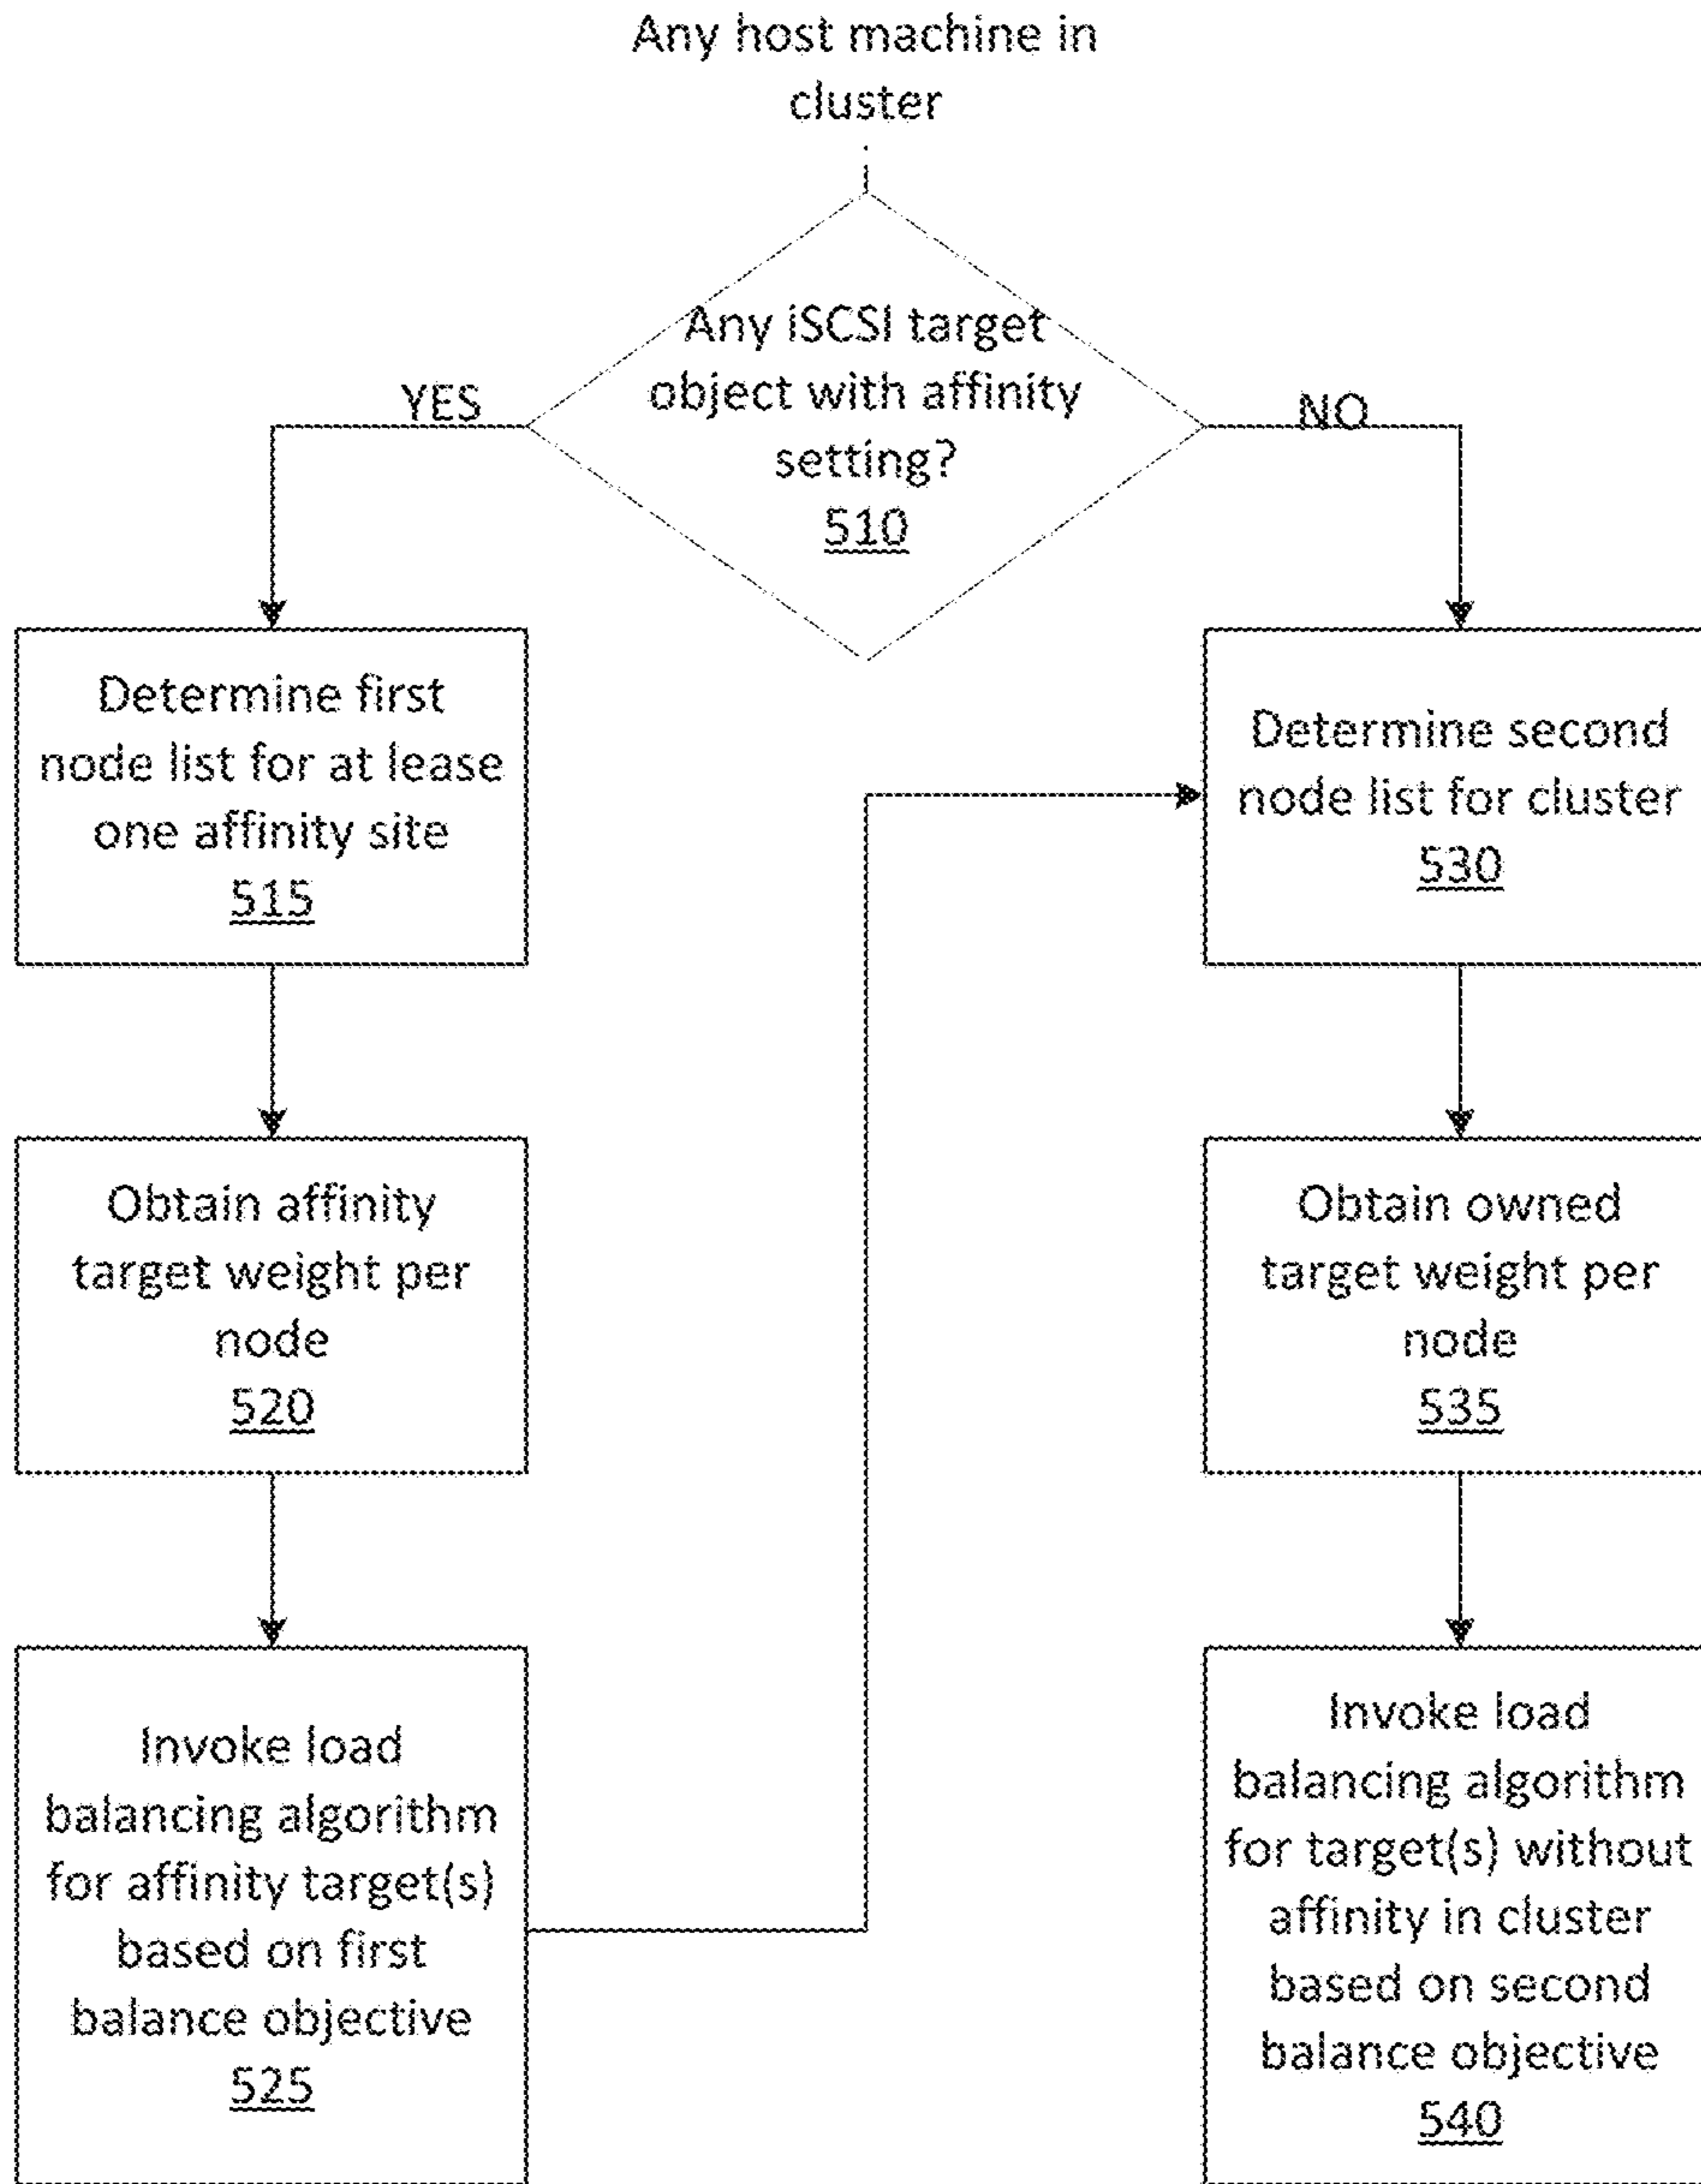 Any host machine in
cluster
Any iSCSI target
object with affinity
setting?
510
YES
NO
Determine first
node list for at lease
one affinity site
515
Obtain affinity
target weight per
node
520
Invoke load
balancing algorithm
for affinity target(s)
based on first
balance objective
525
Determine second
node list for cluster
530
Obtain owned
target weight per
node
535
Invoke load
balancing algorithm
for target(s) without
affinity in cluster
based on second
balance objective
540